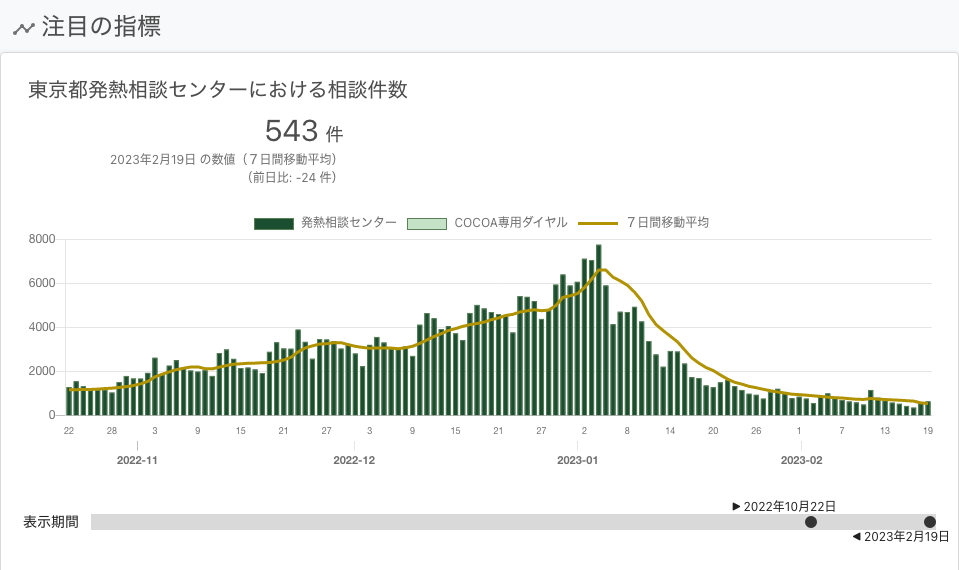 注目の指標
東京都発熱相談センターにおける相談件数
543 件
2023年2月19日 の数値（７日間移動平均）
（前日比: -24 件）
発熱相談センター COCOA専用ダイヤル ７日間移動平均
8000
6000
4000
2000
0
22 28 3 9 15 21 27 3 9 15 21 27 2 8 14 20 26 1 7 13 19
2022-11 2022-12 2023-01 2023-02
▶ 2022年10月22日
表示期間
◀ 2023年2月19日